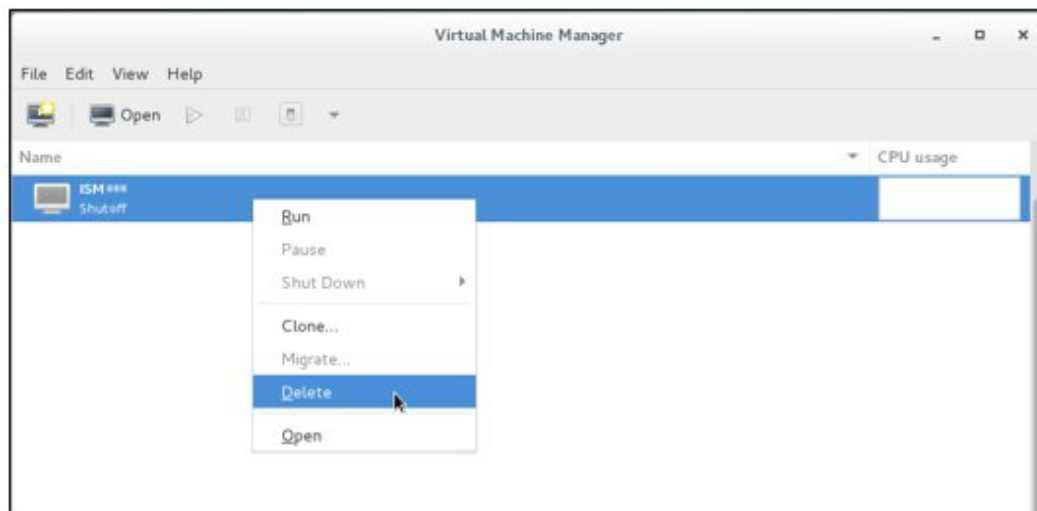 Virtual Machine Manager
File Edit View Help
Open
Name CPU usage
ISM***
Shutoff
Run
Pause
Shut Down
Clone...
Migrate...
Delete
Open